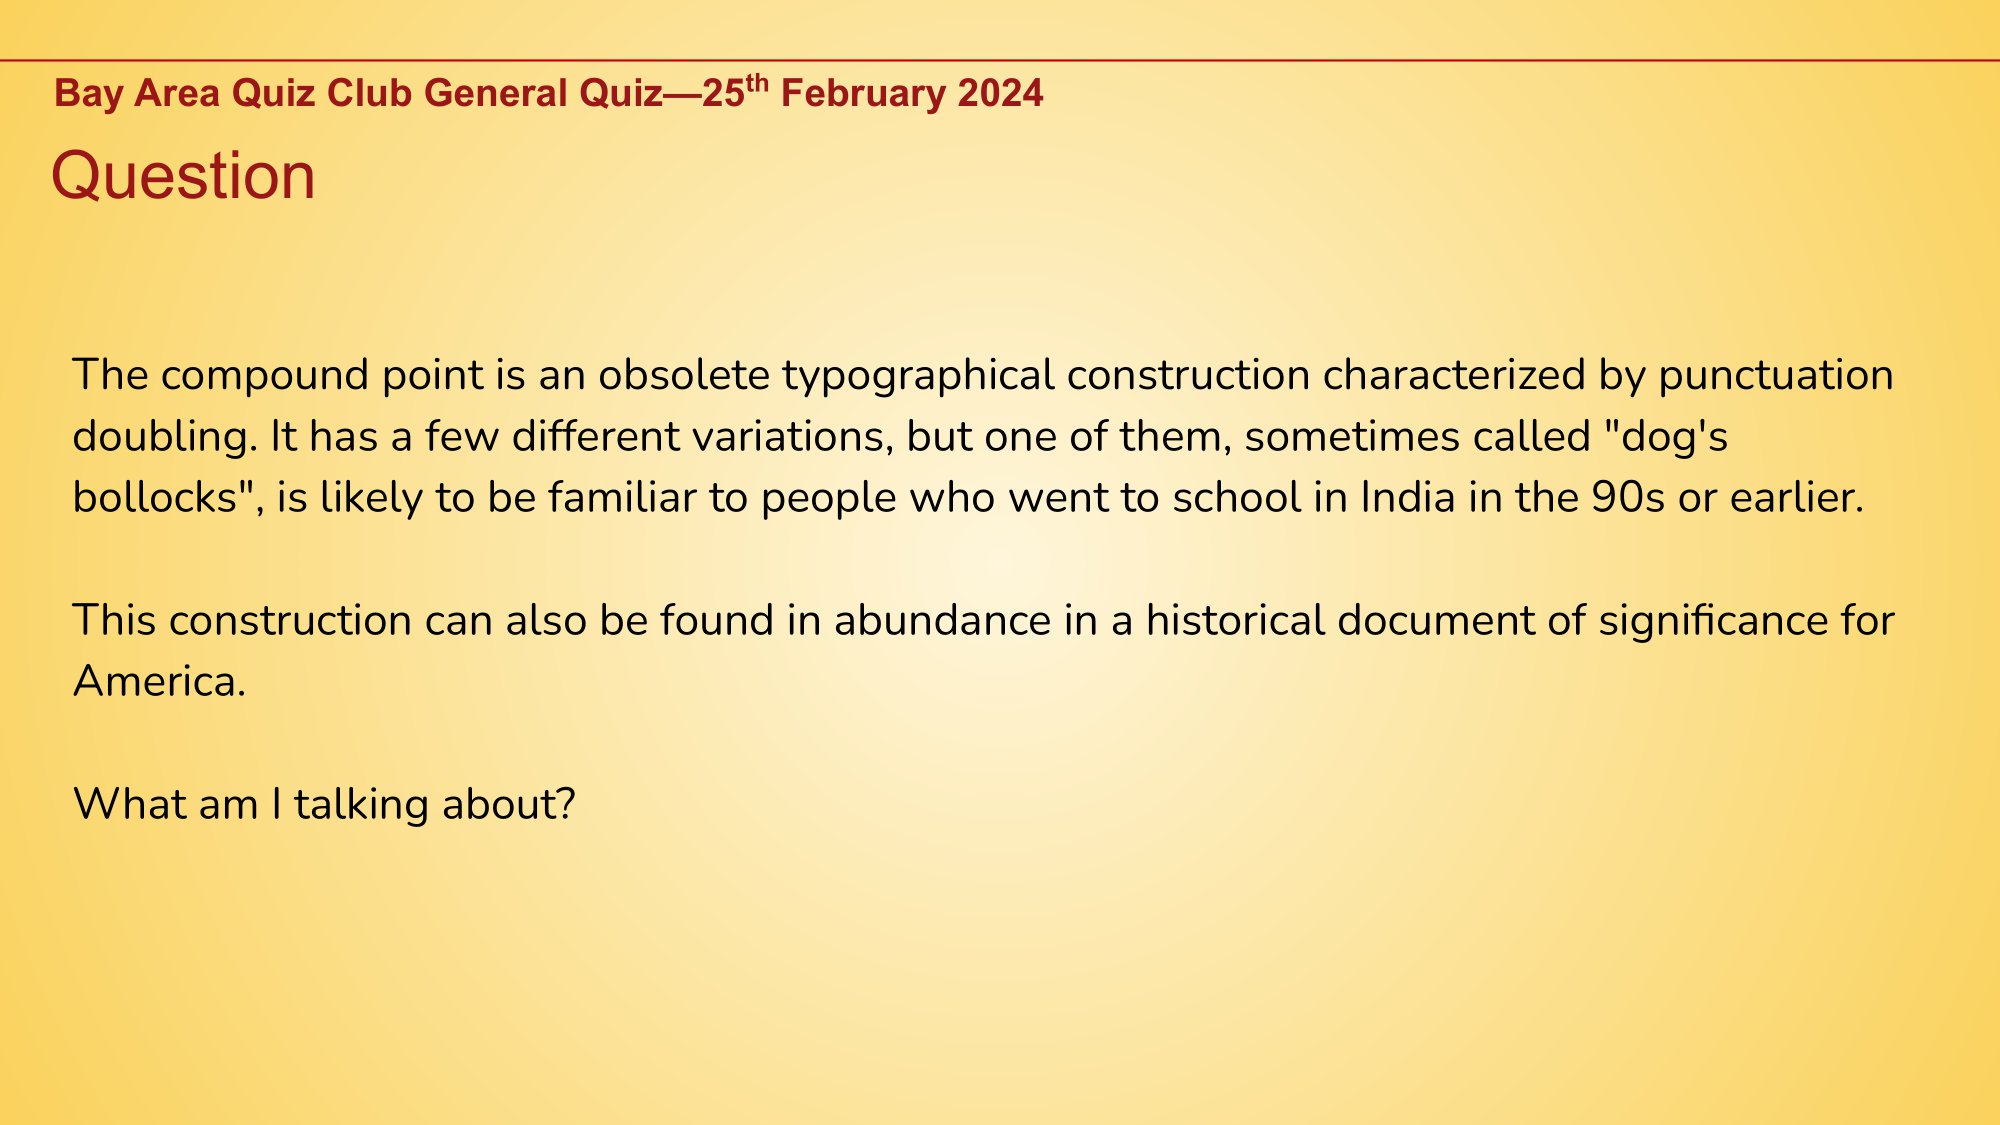 Bay Area Quiz Club General Quiz—25th February 2024
Question
The compound point is an obsolete typographical construction characterized by punctuation
doubling. It has a few different variations, but one of them, sometimes called "dog's
bollocks", is likely to be familiar to people who went to school in India in the 90s or earlier.
This construction can also be found in abundance in a historical document of significance for
America.
What am I talking about?